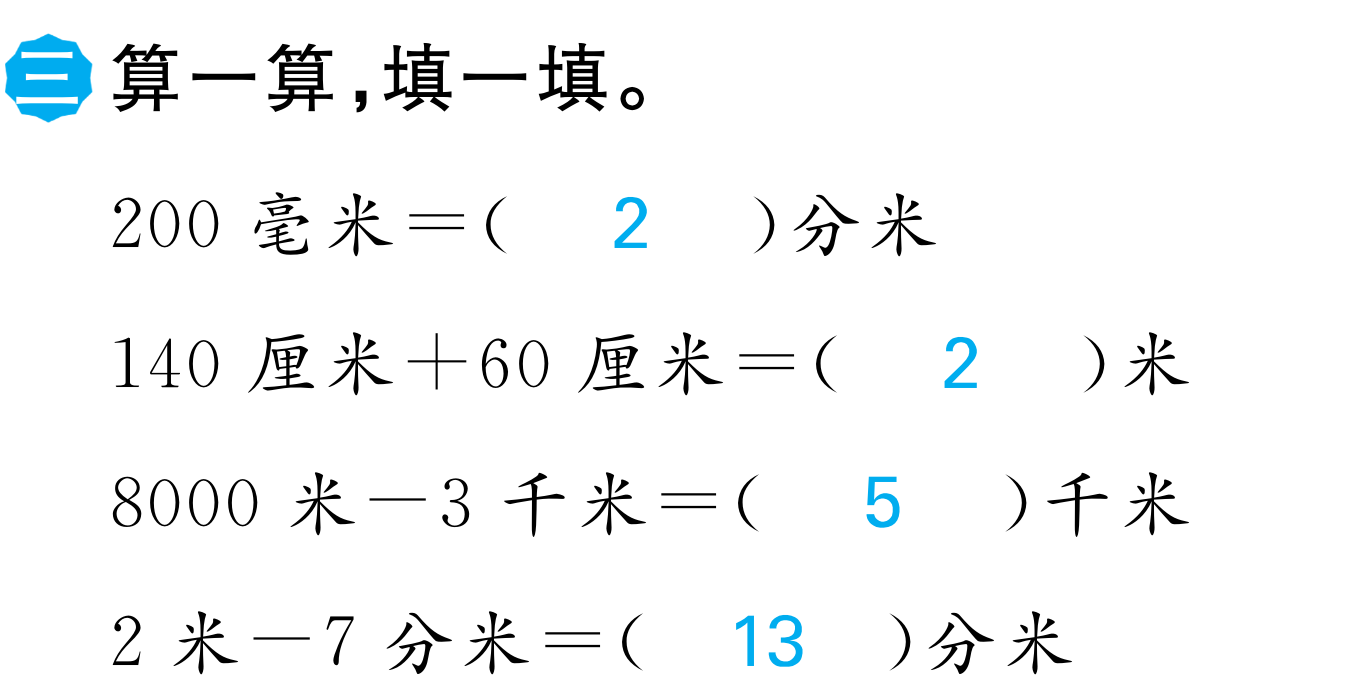 三 算一算,填一填。
200 毫米=( 2 )分米
140 厘米+60 厘米=( 2 )米
8000 米-3 千米=( 5 )千米
2 米-7 分米=( 13 )分米